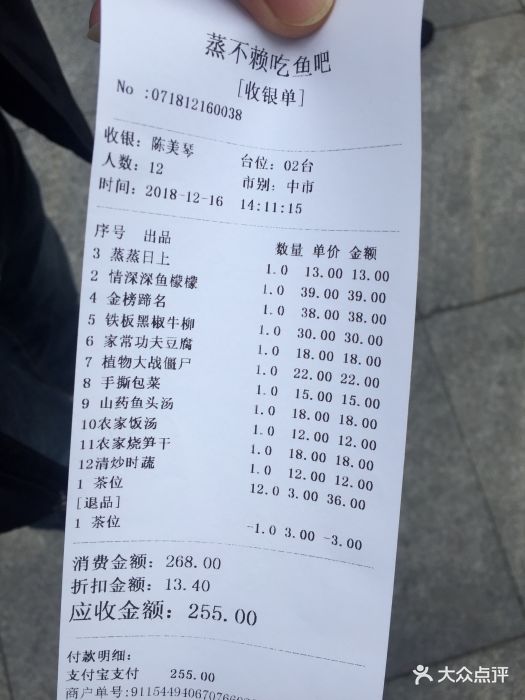 蒸不赖吃鱼吧
[收银单]
No :071812160038
收银: 陈美琴 台位: 02台
人数: 12 市别: 中市
时间: 2018-12-16 14:11:15
序号 出品 数量 单价 金额
3 蒸蒸日上 1.0 13.00 13.00
2 情深深鱼檬檬 1.0 39.00 39.00
4 金榜蹄名 1.0 38.00 38.00
5 铁板黑椒牛柳 1.0 30.00 30.00
6 家常功夫豆腐 1.0 18.00 18.00
7 植物大战僵尸 1.0 22.00 22.00
8 手撕包菜 1.0 15.00 15.00
9 山药鱼头汤 1.0 18.00 18.00
10农家饭汤 1.0 12.00 12.00
11农家烧笋干 1.0 18.00 18.00
12清炒时蔬 1.0 12.00 12.00
1 茶位 12.0 3.00 36.00
[退品]
1 茶位 -1.0 3.00 -3.00
消费金额: 268.00
折扣金额: 13.40
应收金额: 255.00
付款明细:
支付宝支付 255.00
商户单号:911544940670766
大众点评